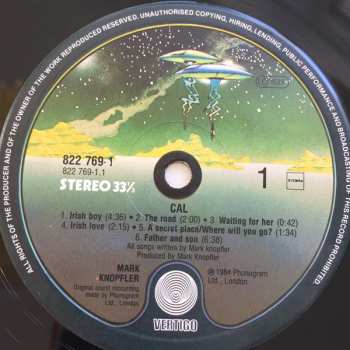 ALL RIGHTS OF THE PRODUCER AND OF THE OWNER OF THE WORK REPRODUCED RESERVED. UNAUTHORISED COPYING, HIRING, LENDING, PUBLIC PERFORMANCE AND BROADCASTING OF THIS RECORD PROHIBITED
822 769-1
822 769-1.1
STEREO 33⅓
1
STEMRA
CAL
1. Irish boy (4:36) • 2. The road (2:00) • 3. Waiting for her (0:42)
4. Irish love (2:15) • 5. A secret place/Where will you go? (1:34)
6. Father and son (6:38)
All songs written by Mark Knopfler
Produced by Mark Knopfler
MARK
KNOPFLER
Original sound recording
made by Phonogram
Ltd., London
℗ 1984 Phonogram
Ltd., London
VERTIGO